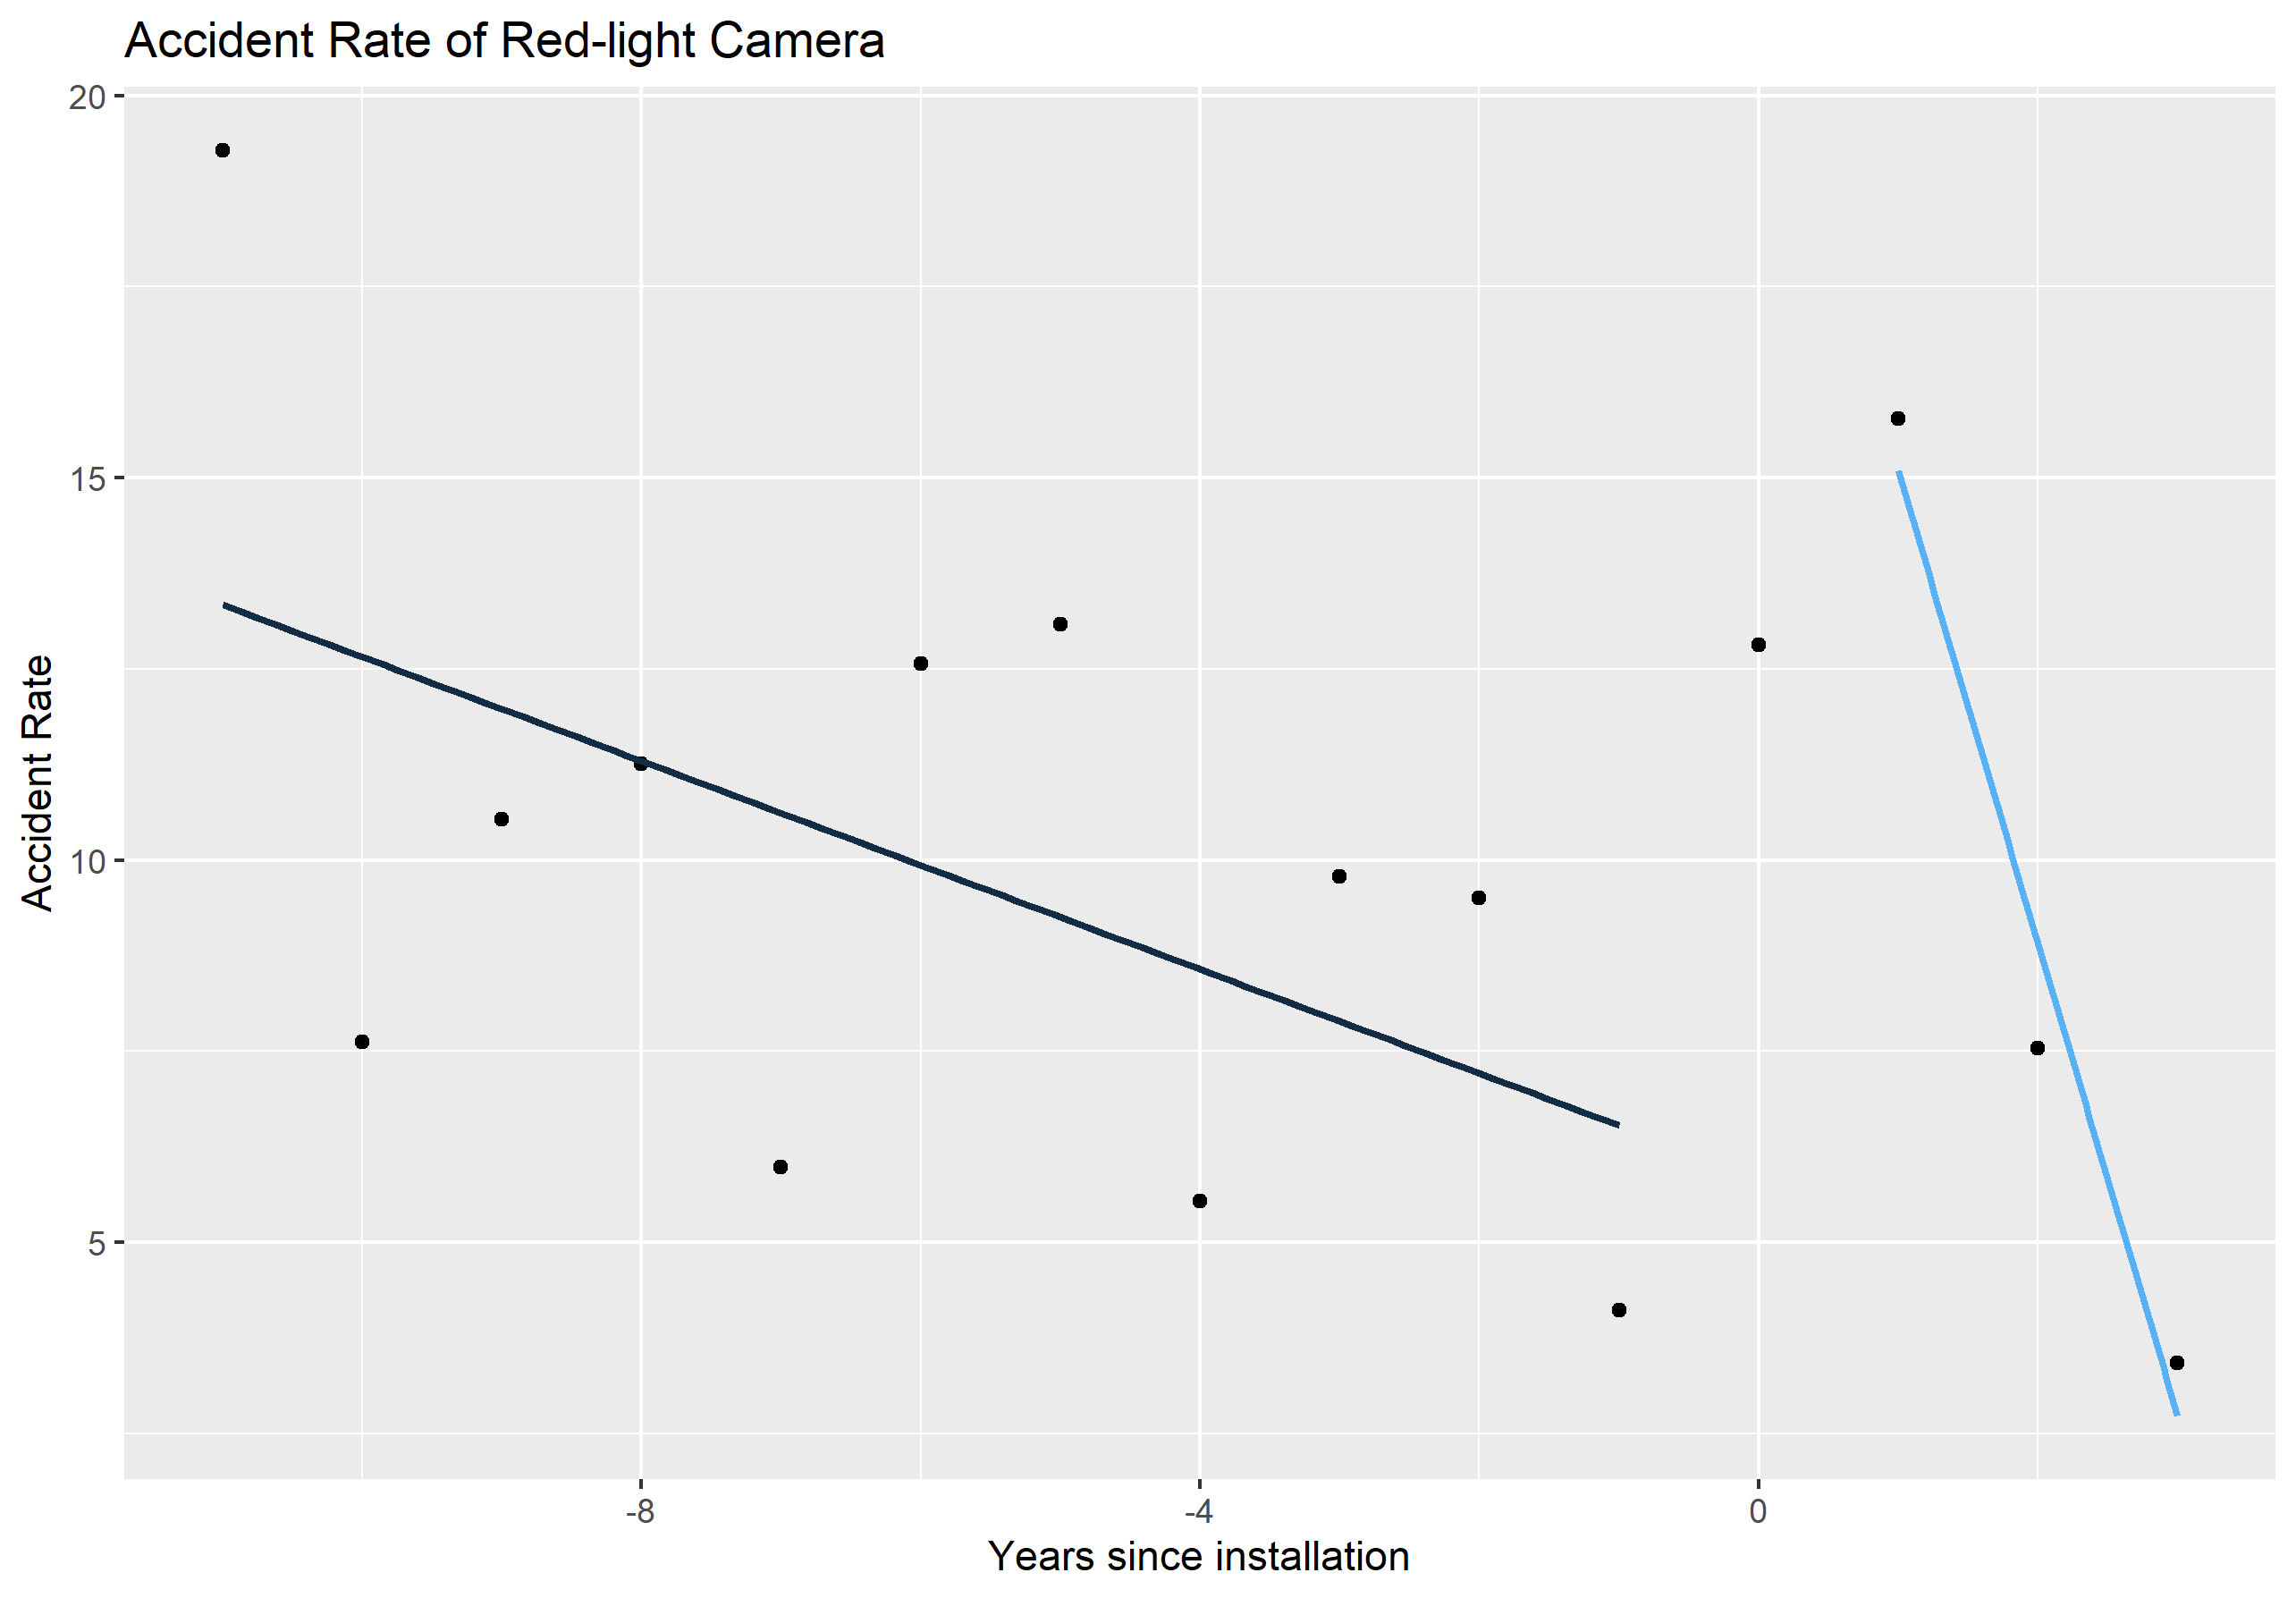 Accident Rate of Red-light Camera
20
15
10
5
Accident Rate
-8
-4
0
Years since installation